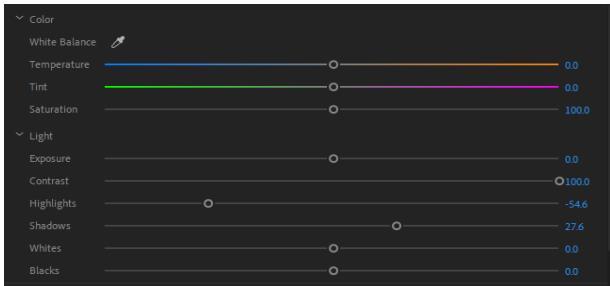 Color
White Balance
Temperature 0.0
Tint 0.0
Saturation 100.0
Light
Exposure 0.0
Contrast 100.0
Highlights -54.6
Shadows 27.6
Whites 0.0
Blacks 0.0